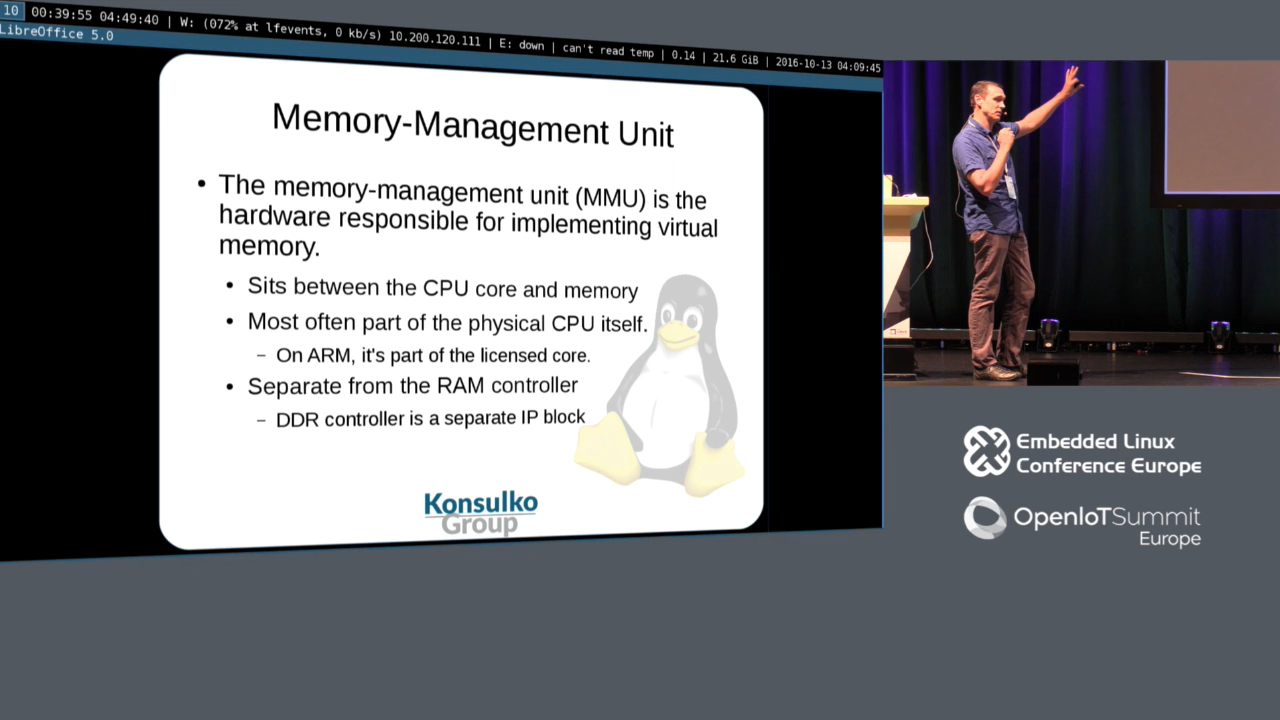 10 00:39:55 04:49:40 | W: (072% at lfevents, 0 kb/s) 10.200.120.111 | E: down | can't read temp | 0.14 | 21.6 GiB | 2016-10-13 04:09:45
LibreOffice 5.0
Memory-Management Unit
• The memory-management unit (MMU) is the
hardware responsible for implementing virtual
memory.
• Sits between the CPU core and memory
• Most often part of the physical CPU itself.
– On ARM, it's part of the licensed core.
• Separate from the RAM controller
– DDR controller is a separate IP block
Konsulko
Group
Embedded Linux
Conference Europe
OpenIoTSummit
Europe